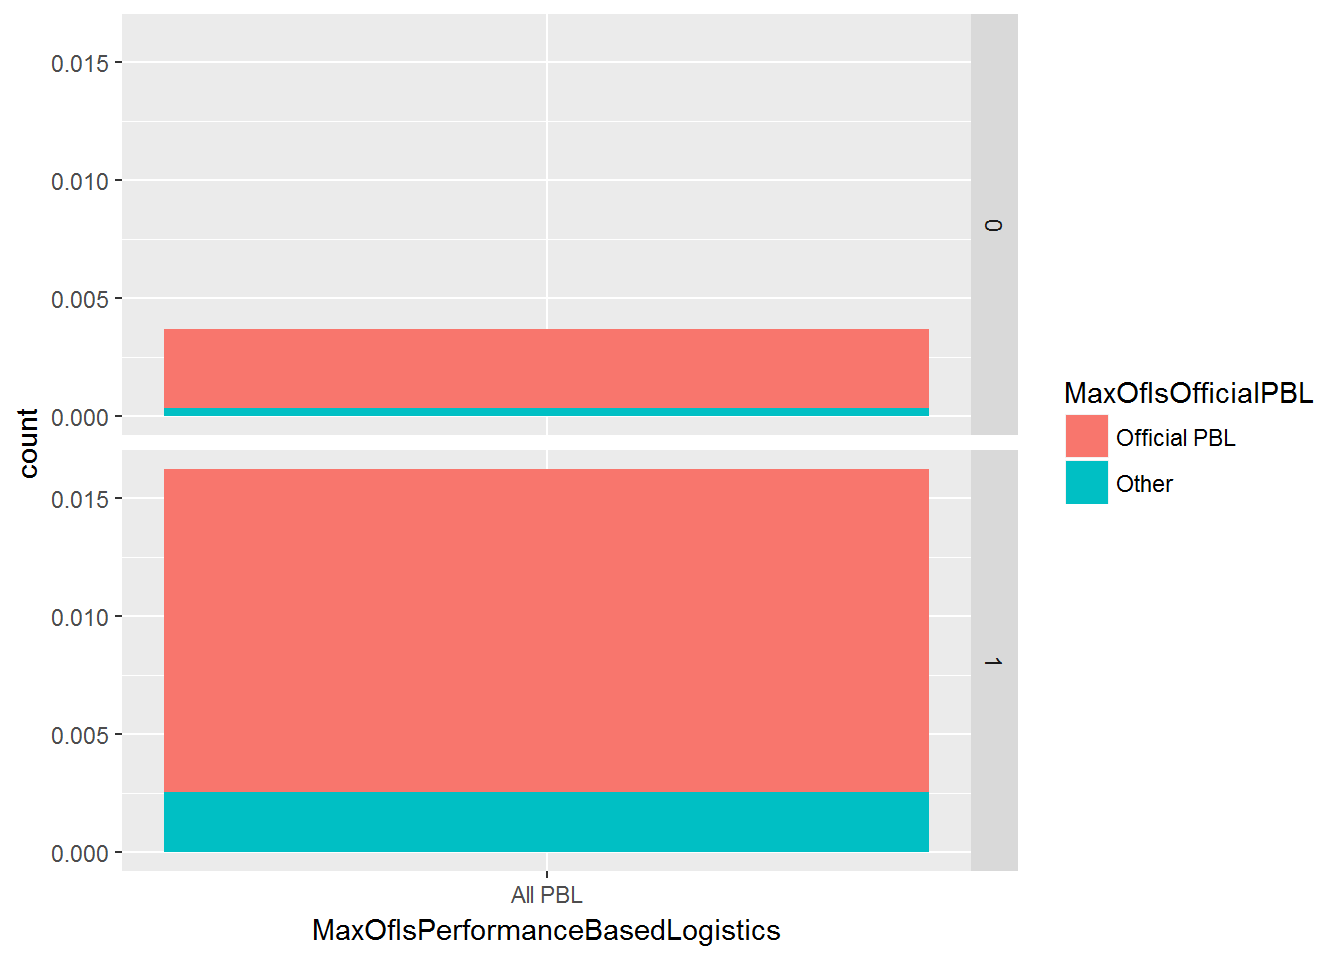 0.015
0.010
0.005
0.000
0
count
0.015
0.010
0.005
0.000
1
All PBL
MaxOfIsPerformanceBasedLogistics
MaxOfIsOfficialPBL
Official PBL
Other